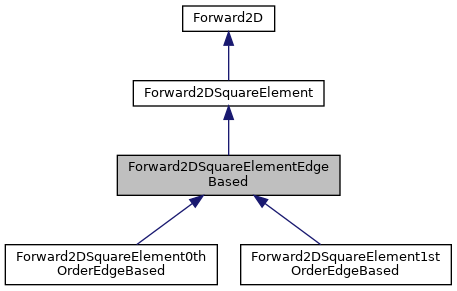 Forward2D
Forward2DSquareElement
Forward2DSquareElementEdge
Based
Forward2DSquareElement0th
OrderEdgeBased
Forward2DSquareElement1st
OrderEdgeBased